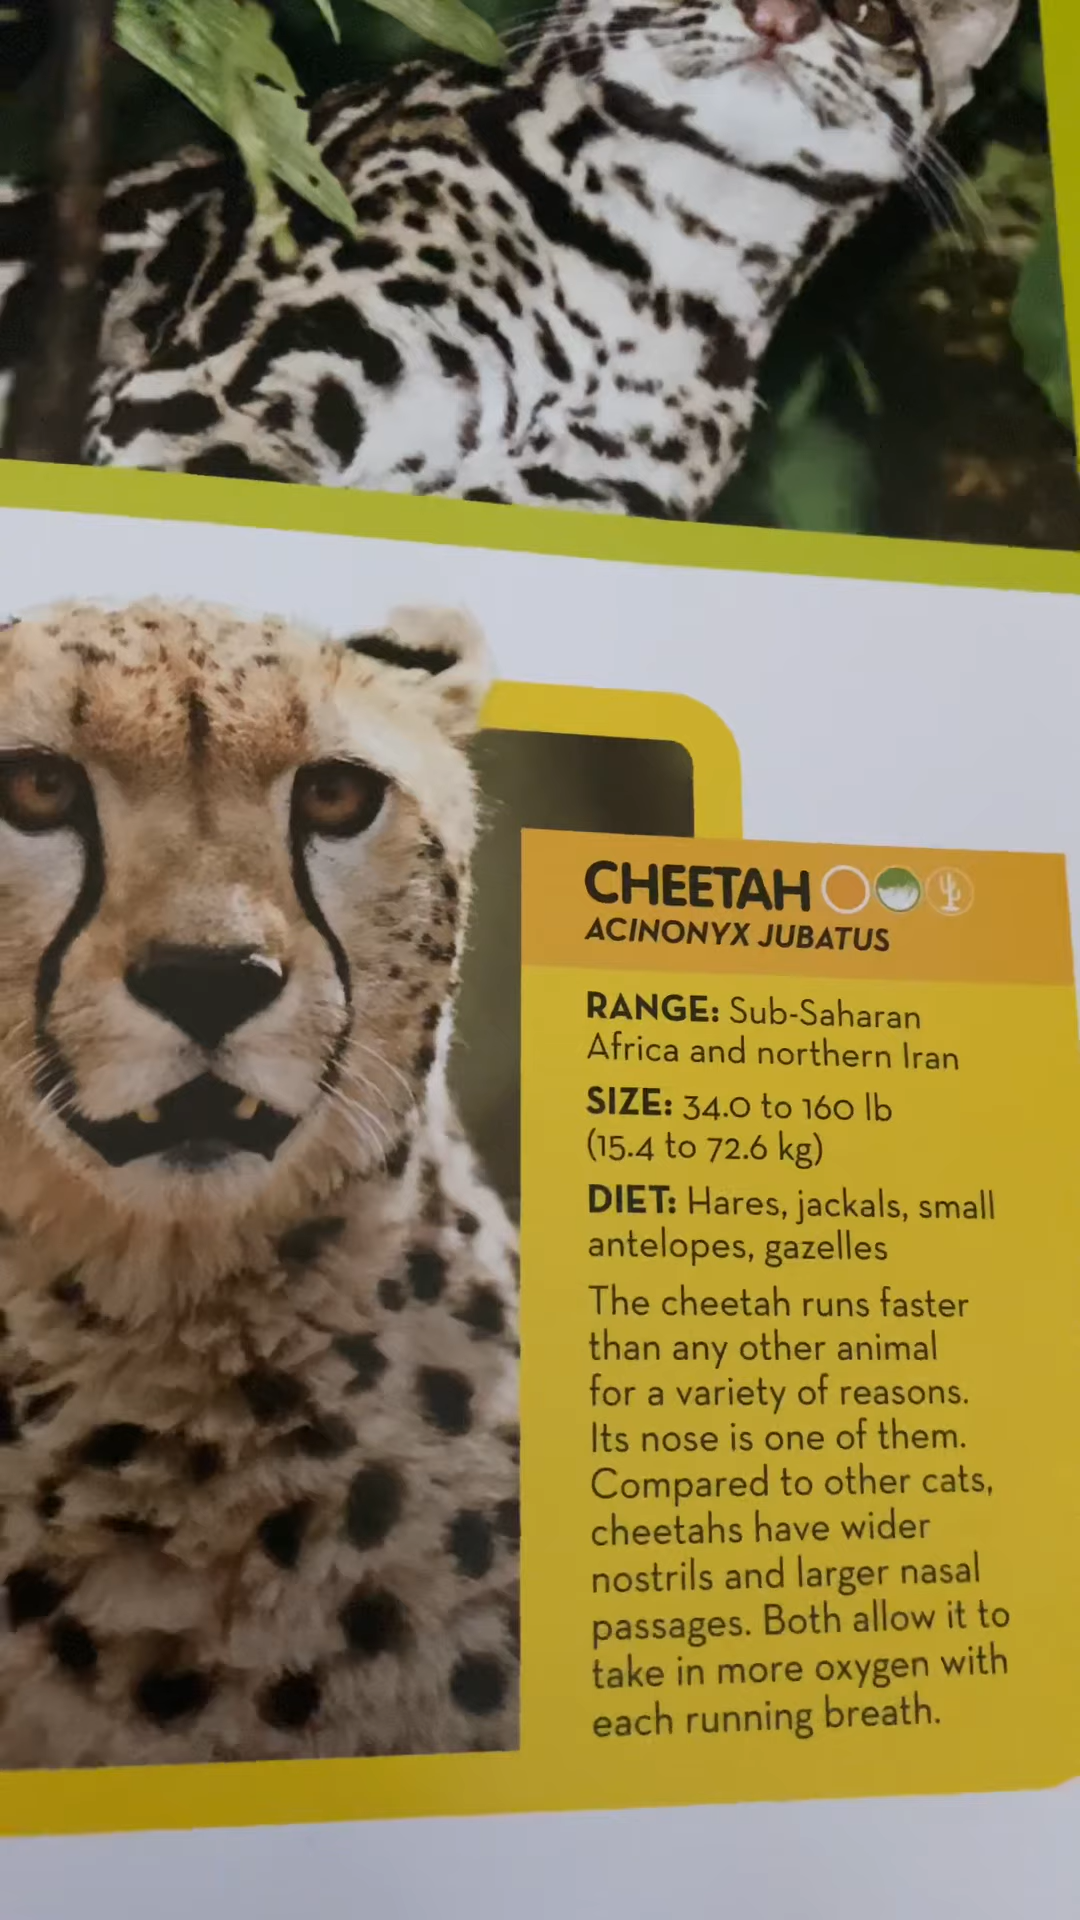 CHEETAH
ACINONYX JUBATUS
RANGE: Sub-Saharan
Africa and northern Iran
SIZE: 34.0 to 160 lb
(15.4 to 72.6 kg)
DIET: Hares, jackals, small
antelopes, gazelles
The cheetah runs faster
than any other animal
for a variety of reasons.
Its nose is one of them.
Compared to other cats,
cheetahs have wider
nostrils and larger nasal
passages. Both allow it to
take in more oxygen with
each running breath.